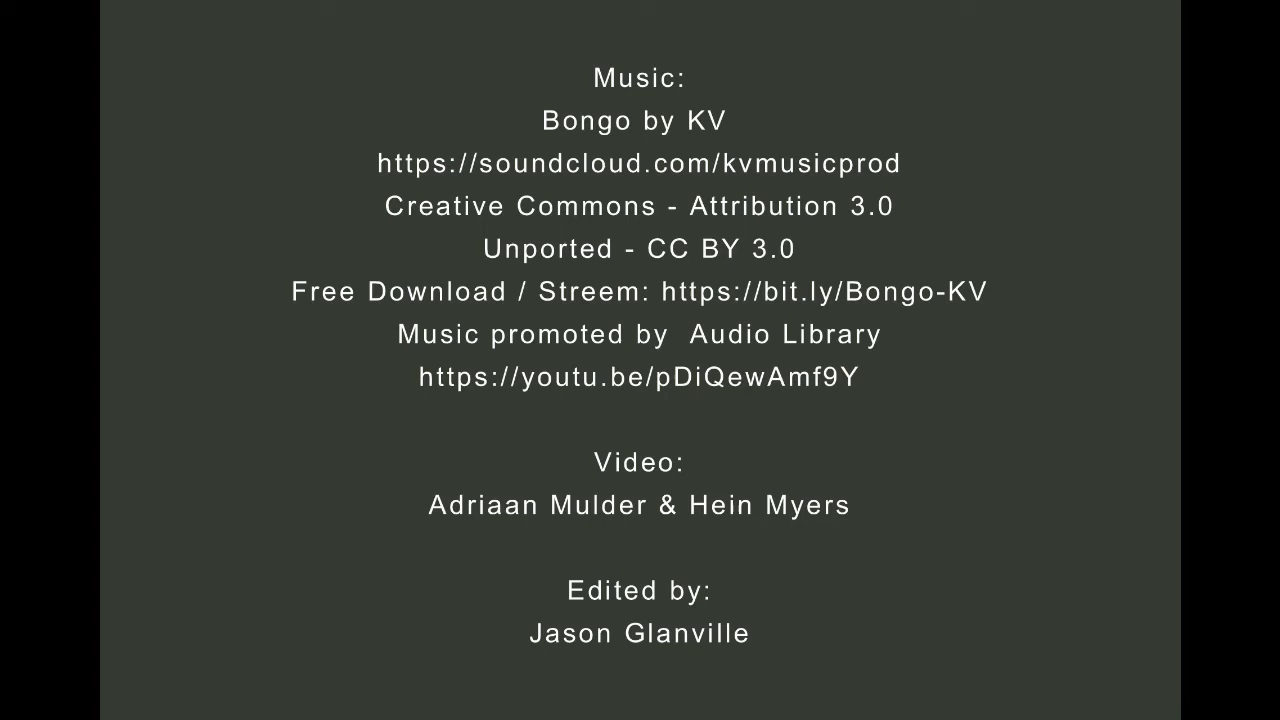 Music:
Bongo by KV
https://soundcloud.com/kvmusicprod
Creative Commons - Attribution 3.0
Unported - CC BY 3.0
Free Download / Streem: https://bit.ly/Bongo-KV
Music promoted by  Audio Library
https://youtu.be/pDiQewAmf9Y
Video:
Adriaan Mulder & Hein Myers
Edited by:
Jason Glanville